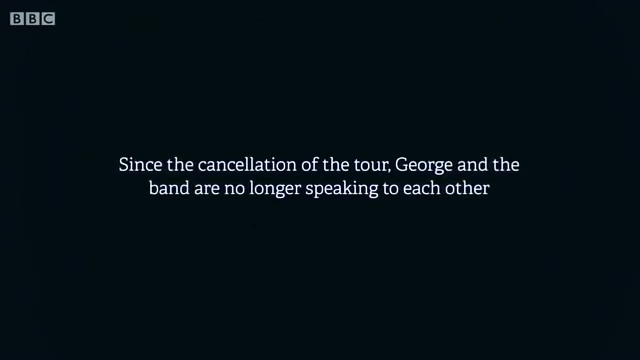 BBC
Since the cancellation of the tour, George and the
band are no longer speaking to each other